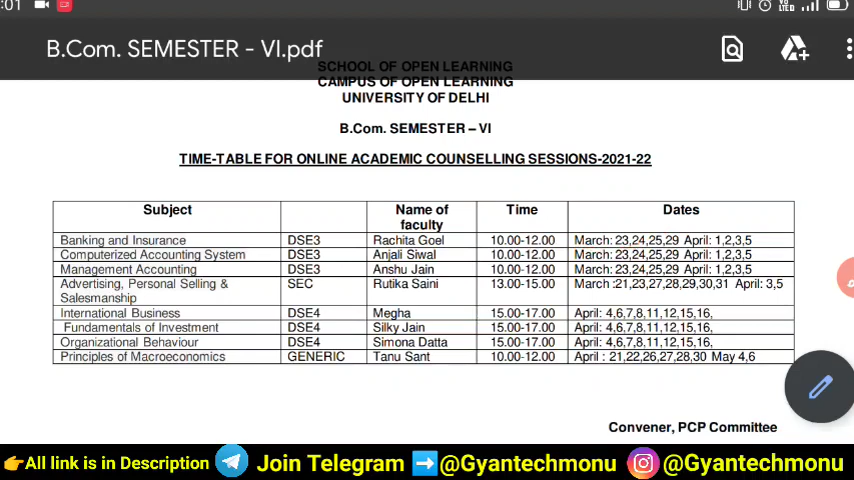 :01
B.Com. SEMESTER - VI.pdf
SCHOOL OF OPEN LEARNING
CAMPUS OF OPEN LEARNING
UNIVERSITY OF DELHI
B.Com. SEMESTER – VI
TIME-TABLE FOR ONLINE ACADEMIC COUNSELLING SESSIONS-2021-22
Subject Name of faculty Time Dates
Banking and Insurance DSE3 Rachita Goel 10.00-12.00 March: 23,24,25,29 April: 1,2,3,5
Computerized Accounting System DSE3 Anjali Siwal 10.00-12.00 March: 23,24,25,29 April: 1,2,3,5
Management Accounting DSE3 Anshu Jain 10.00-12.00 March: 23,24,25,29 April: 1,2,3,5
Advertising, Personal Selling & Salesmanship SEC Rutika Saini 13.00-15.00 March :21,23,27,28,29,30,31 April: 3,5
International Business DSE4 Megha 15.00-17.00 April: 4,6,7,8,11,12,15,16,
Fundamentals of Investment DSE4 Silky Jain 15.00-17.00 April: 4,6,7,8,11,12,15,16,
Organizational Behaviour DSE4 Simona Datta 15.00-17.00 April: 4,6,7,8,11,12,15,16,
Principles of Macroeconomics GENERIC Tanu Sant 10.00-12.00 April : 21,22,26,27,28,30 May 4,6
Convener, PCP Committee
👉All link is in Description Join Telegram ➡️@Gyantechmonu @Gyantechmonu